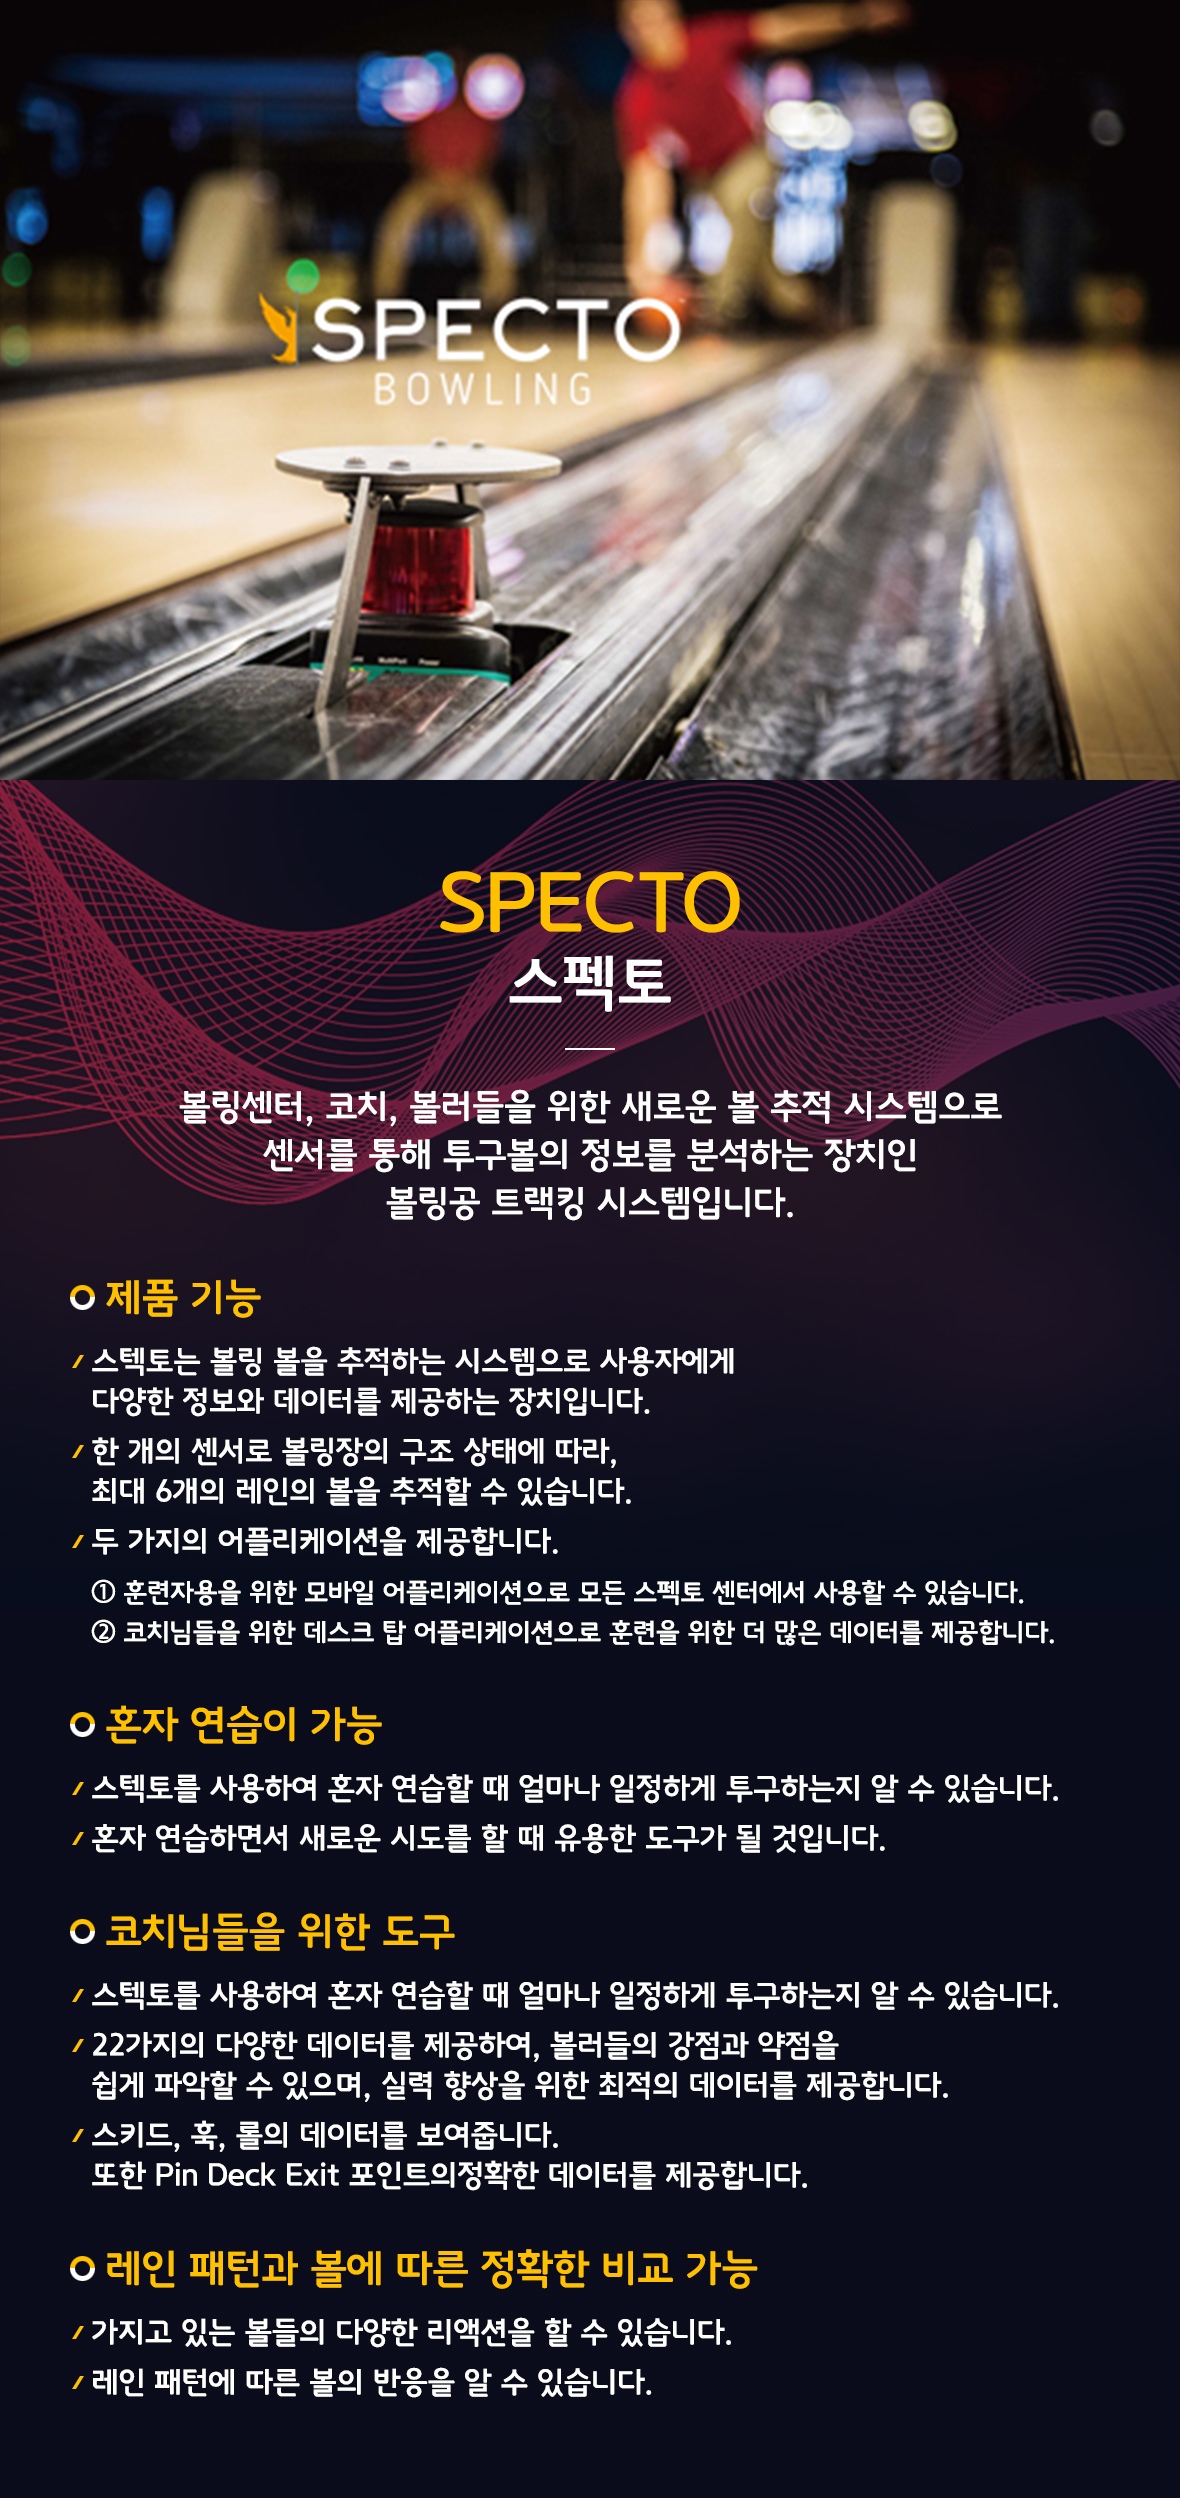 SPECTO
BOWLING
SPECTO
스펙토
볼링센터, 코치, 볼러들을 위한 새로운 볼 추적 시스템으로
센서를 통해 투구볼의 정보를 분석하는 장치인
볼링공 트랙킹 시스템입니다.
제품 기능
스텍토는 볼링 볼을 추적하는 시스템으로 사용자에게
다양한 정보와 데이터를 제공하는 장치입니다.
한 개의 센서로 볼링장의 구조 상태에 따라,
최대 6개의 레인의 볼을 추적할 수 있습니다.
두 가지의 어플리케이션을 제공합니다.
① 훈련자용을 위한 모바일 어플리케이션으로 모든 스펙토 센터에서 사용할 수 있습니다.
② 코치님들을 위한 데스크 탑 어플리케이션으로 훈련을 위한 더 많은 데이터를 제공합니다.
혼자 연습이 가능
스텍토를 사용하여 혼자 연습할 때 얼마나 일정하게 투구하는지 알 수 있습니다.
혼자 연습하면서 새로운 시도를 할 때 유용한 도구가 될 것입니다.
코치님들을 위한 도구
스텍토를 사용하여 혼자 연습할 때 얼마나 일정하게 투구하는지 알 수 있습니다.
22가지의 다양한 데이터를 제공하여, 볼러들의 강점과 약점을
쉽게 파악할 수 있으며, 실력 향상을 위한 최적의 데이터를 제공합니다.
스키드, 훅, 롤의 데이터를 보여줍니다.
또한 Pin Deck Exit 포인트의정확한 데이터를 제공합니다.
레인 패턴과 볼에 따른 정확한 비교 가능
가지고 있는 볼들의 다양한 리액션을 할 수 있습니다.
레인 패턴에 따른 볼의 반응을 알 수 있습니다.